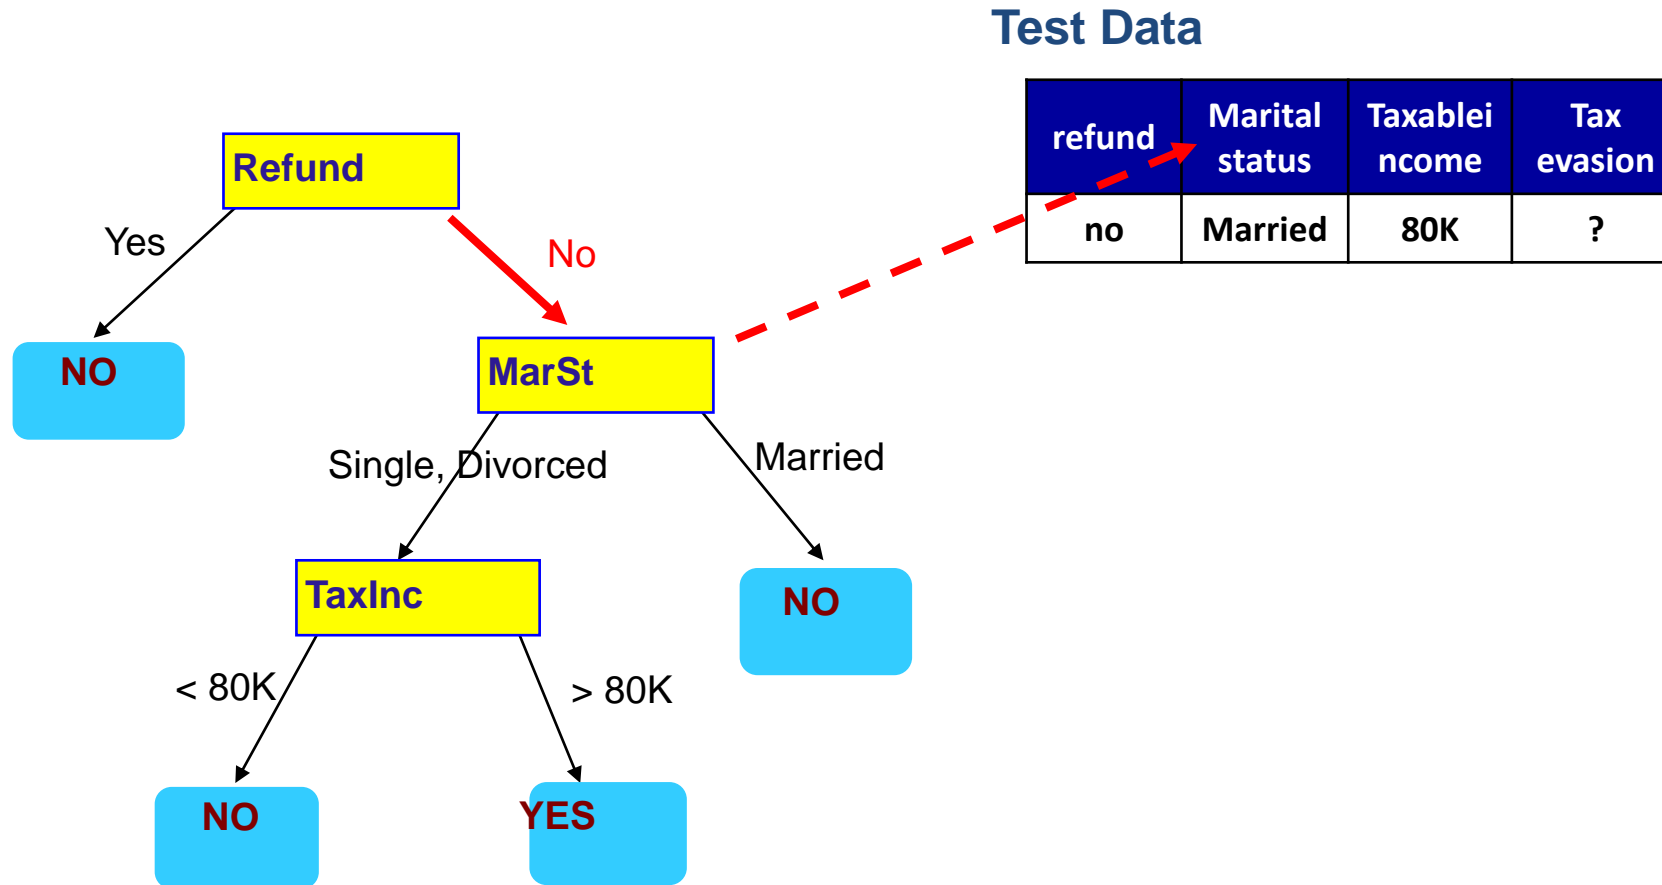 Test Data
refund
Marital
status
Taxablei
ncome
Tax
evasion
no
Married
80K
?
Refund
Yes
No
NO
MarSt
Single, Divorced
Married
TaxInc
NO
< 80K
> 80K
NO
YES